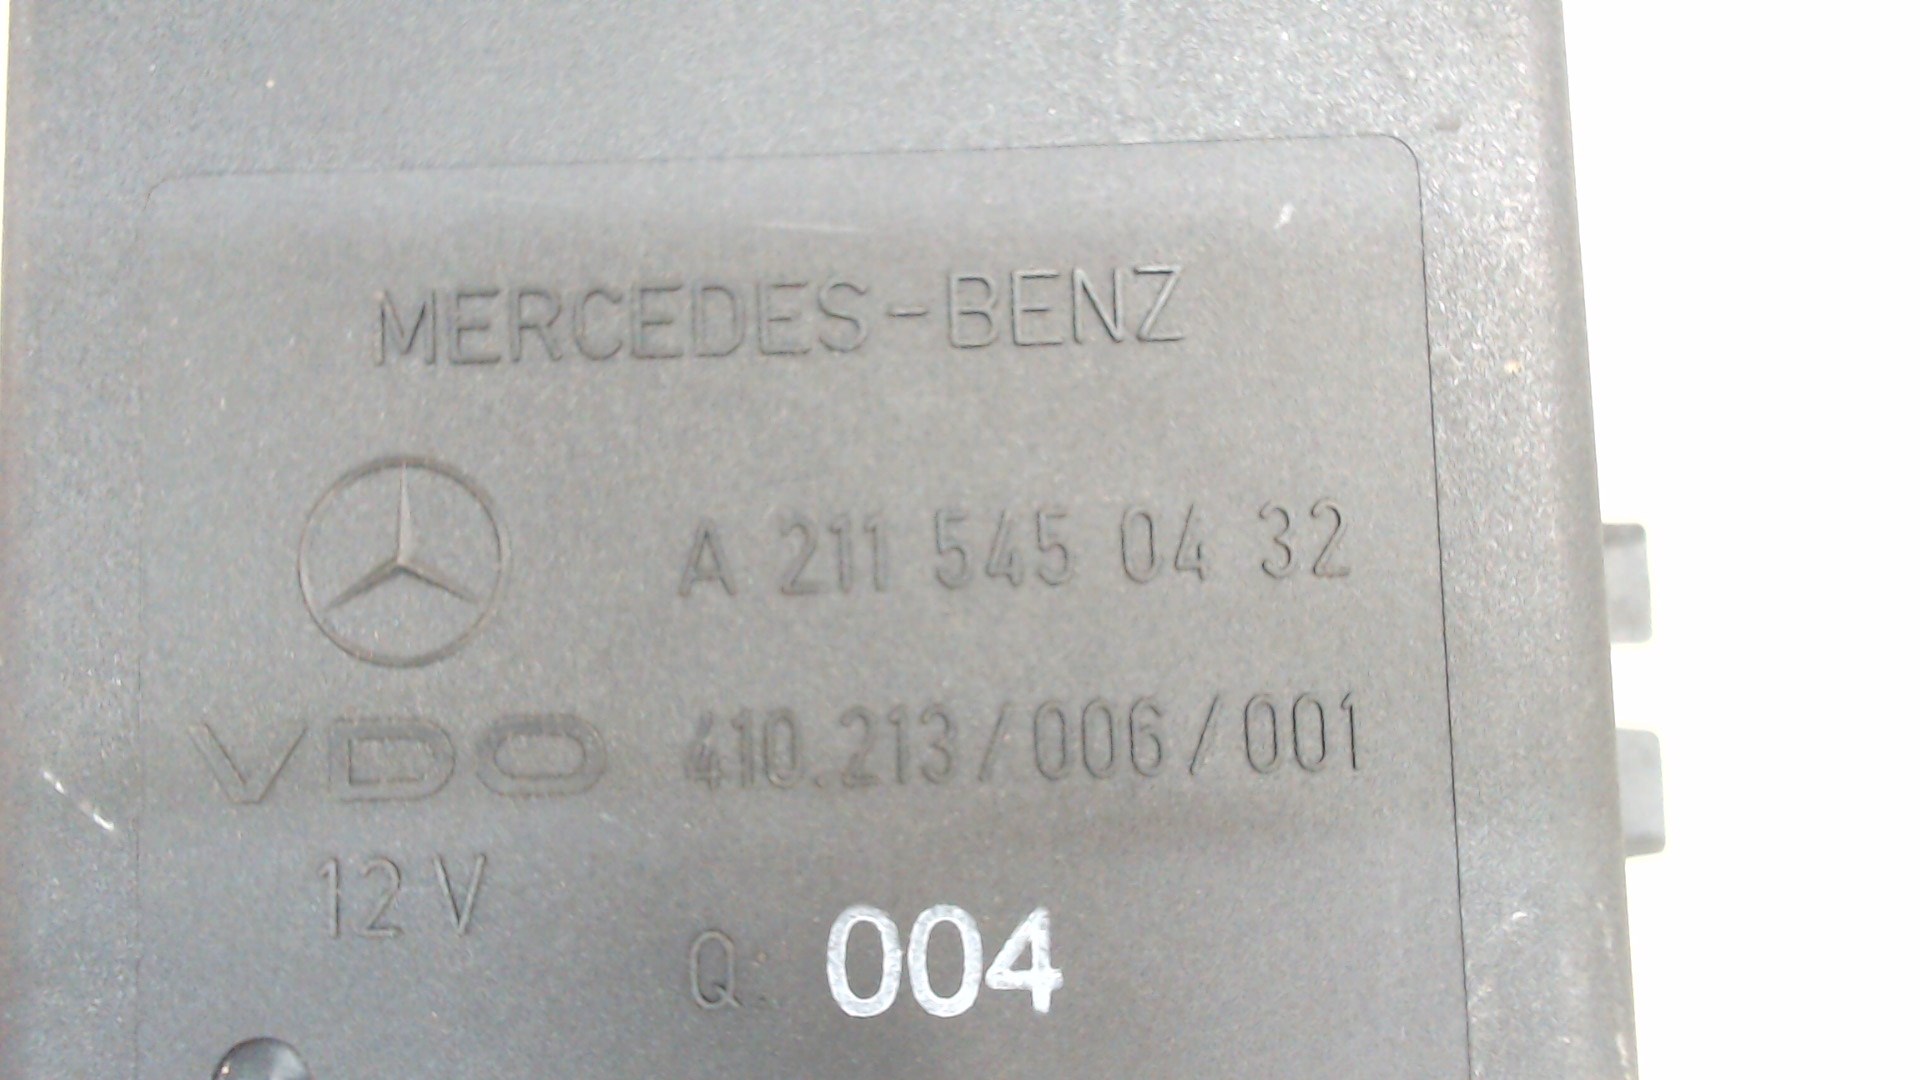 MERCEDES-BENZ
A 211 545 04 32
VDO 410.213/006/001
12 V
Q. 004